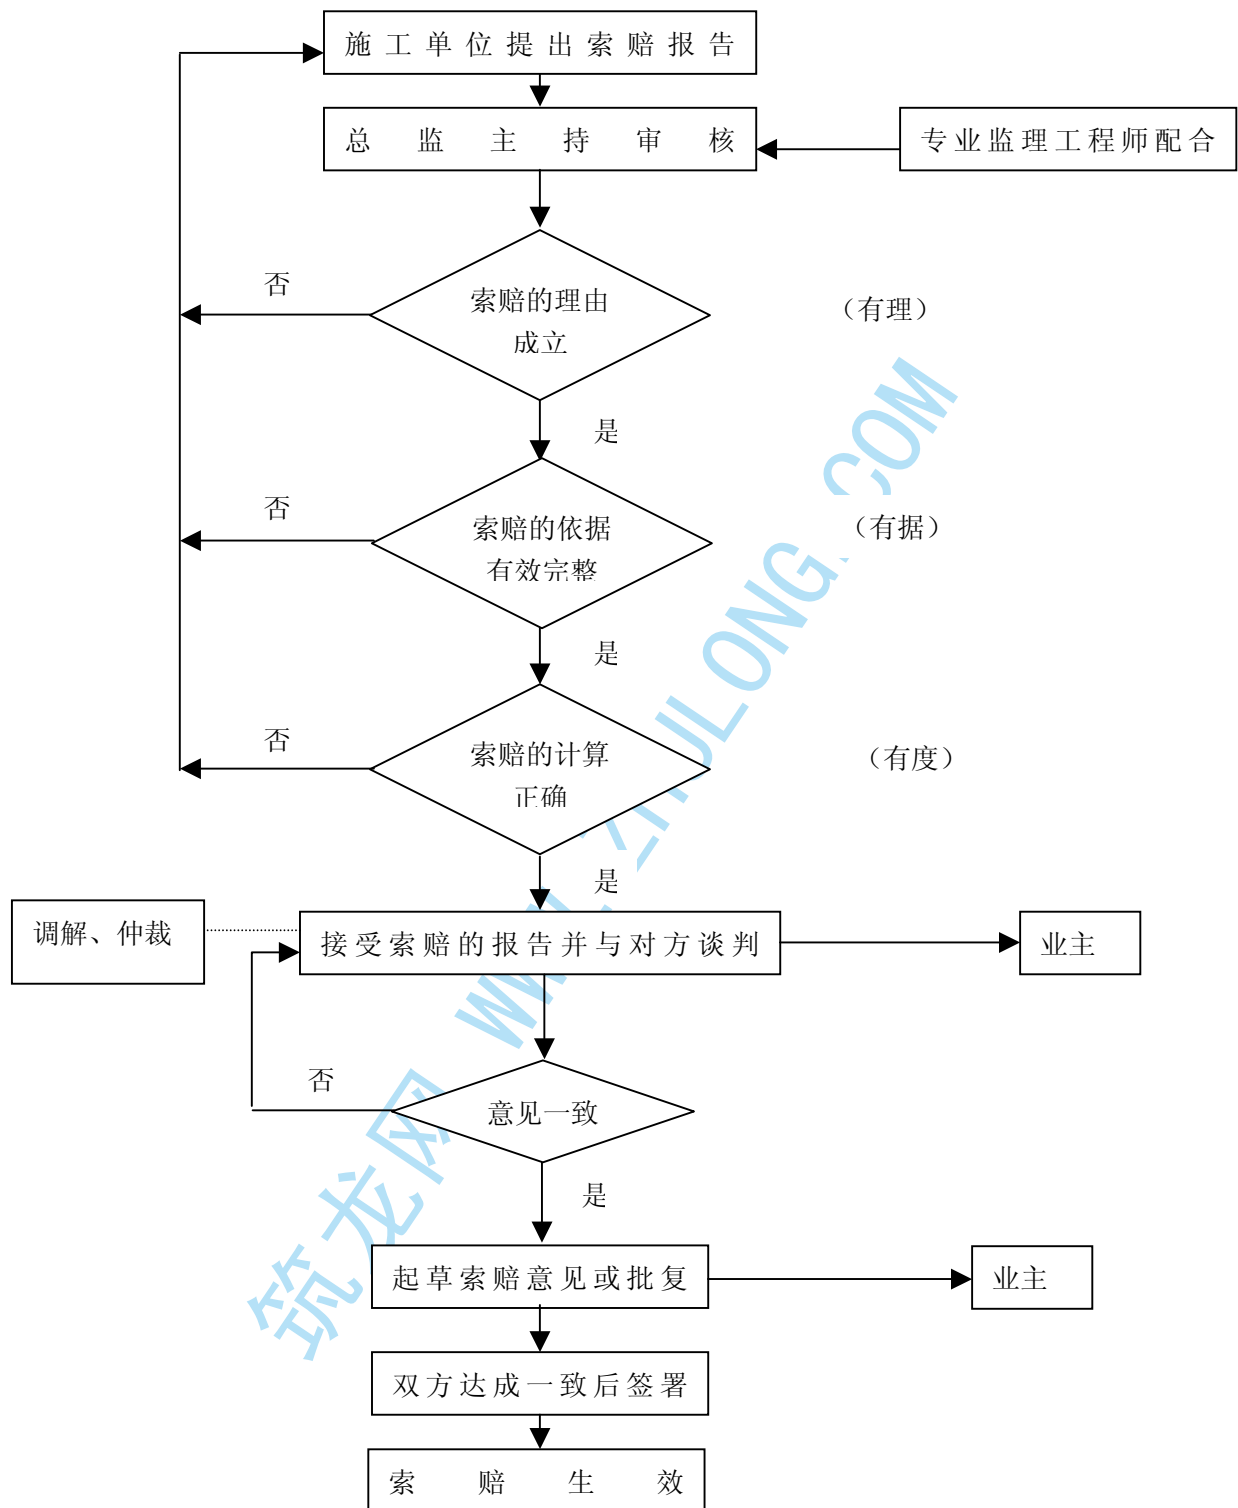 施工单位提出索赔报告
总监主持审核
专业监理工程师配合
否
索赔的理由
成立
（有理）
是
否
索赔的依据
有效完整
（有据）
是
否
索赔的计算
正确
（有度）
是
调解、仲裁
接受索赔的报告并与对方谈判
业主
否
意见一致
是
起草索赔意见或批复
业主
双方达成一致后签署
索赔生效
筑龙网 WWW.ZHULONG.COM